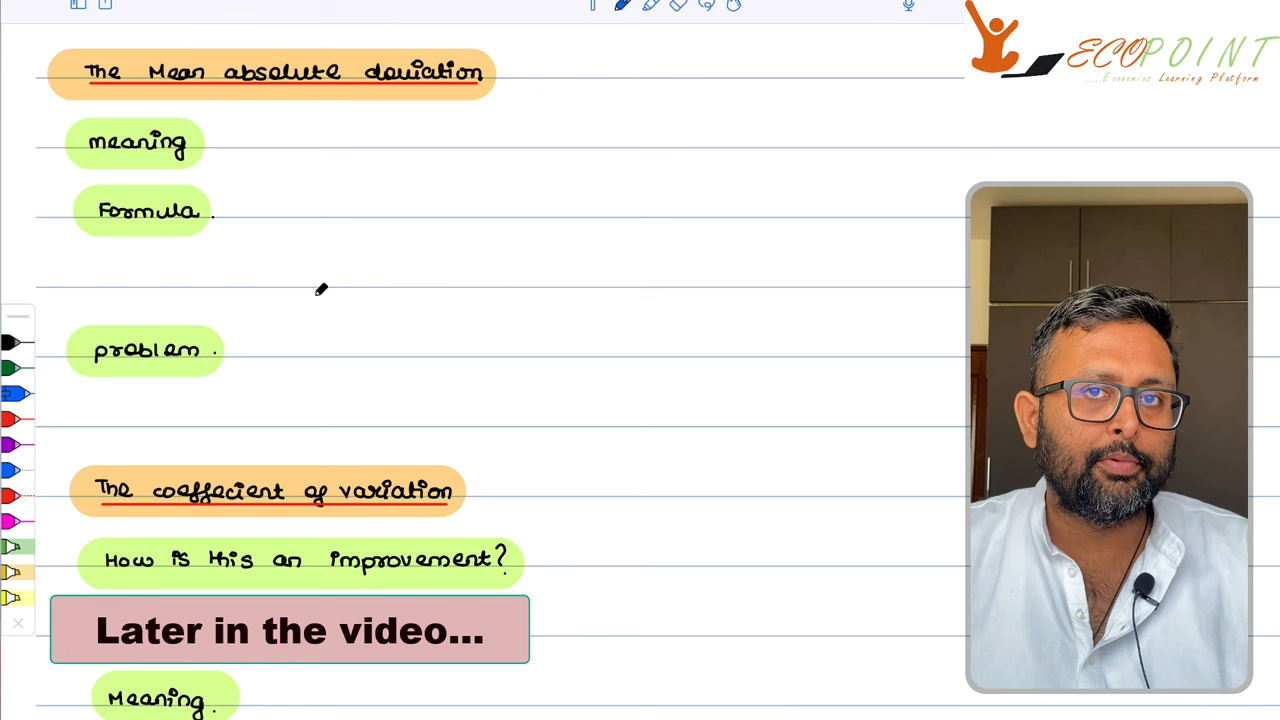 The Mean absolute deviation
meaning
Formula.
problem.
The coeffecient of variation
How is this an improvement?
Later in the video...
Meaning.
ECOPOINT
.....Economics Learning Platform